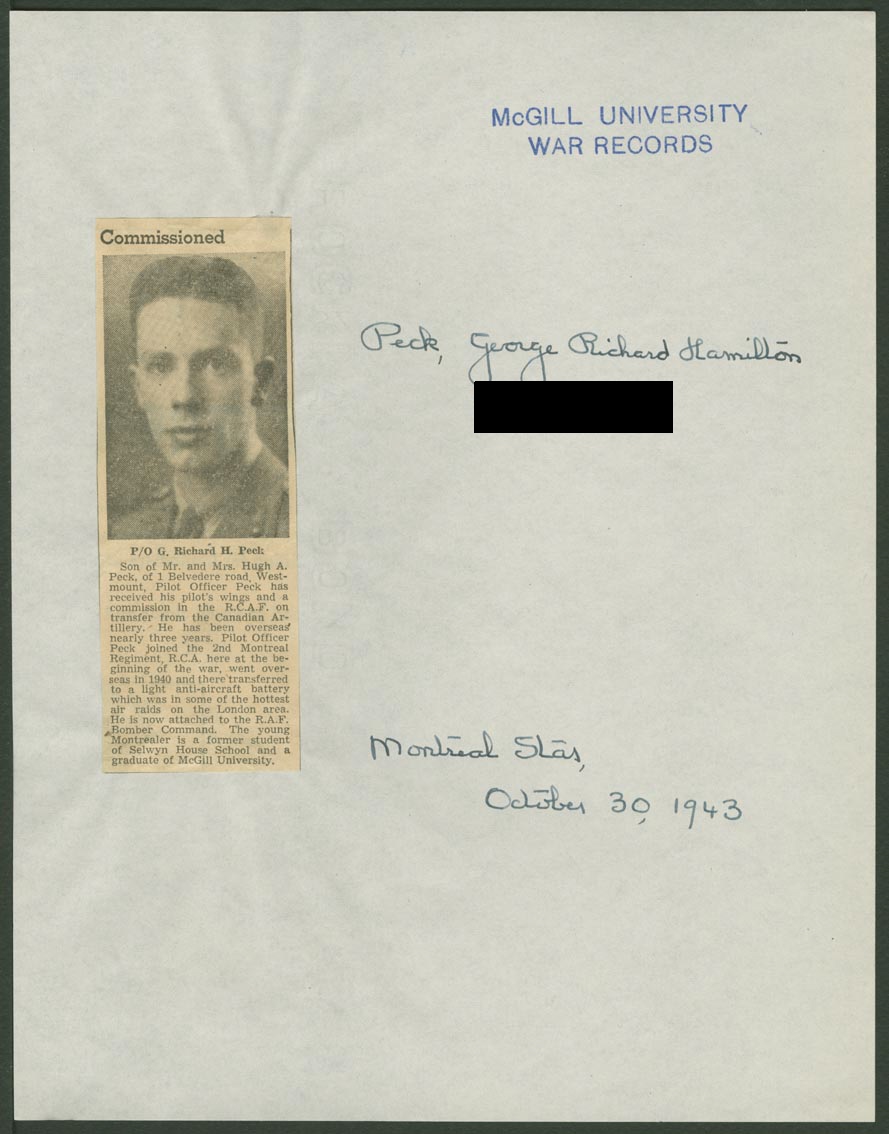 McGILL UNIVERSITY
WAR RECORDS
Commissioned
P/O G. Richard H. Peck
Son of Mr. and Mrs. Hugh A.
Peck, of 1 Belvedere road, West-
mount, Pilot Officer Peck has
received his pilot's wings and a
commission in the R.C.A.F. on
transfer from the Canadian Ar-
tillery. He has been overseas
nearly three years. Pilot Officer
Peck joined the 2nd Montreal
Regiment, R.C.A. here at the be-
ginning of the war, went over-
seas in 1940 and there transferred
to a light anti-aircraft battery
which was in some of the hottest
air raids on the London area.
He is now attached to the R.A.F.
Bomber Command. The young
Montrealer is a former student
of Selwyn House School and a
graduate of McGill University.
Peck, George Richard Hamilton
Montreal Star,
October 30, 1943